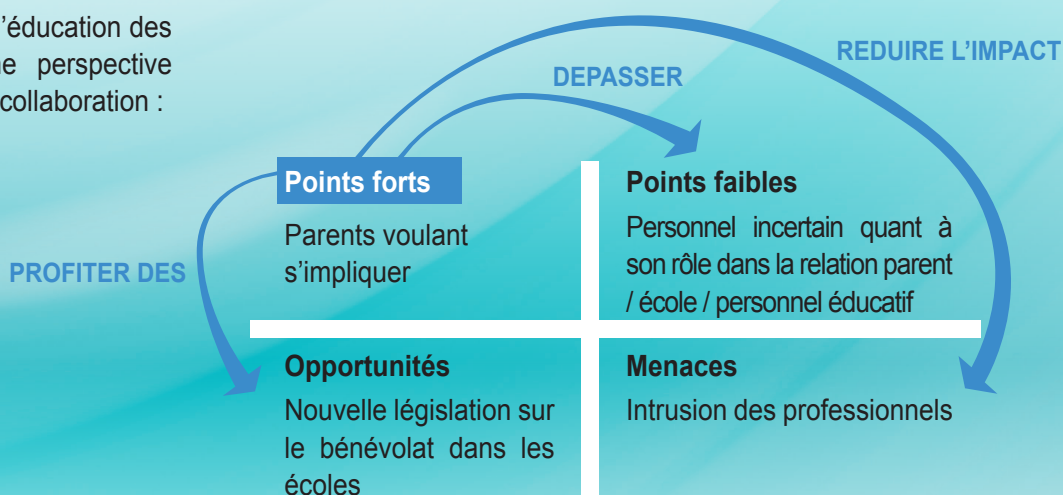 ’éducation des
perspective
collaboration :
REDUIRE L’IMPACT
DEPASSER
PROFITER DES
Points forts
Parents voulant
s’impliquer
Points faibles
Personnel incertain quant à
son rôle dans la relation parent
/ école / personnel éducatif
Opportunités
Nouvelle législation sur
le bénévolat dans les
écoles
Menaces
Intrusion des professionnels